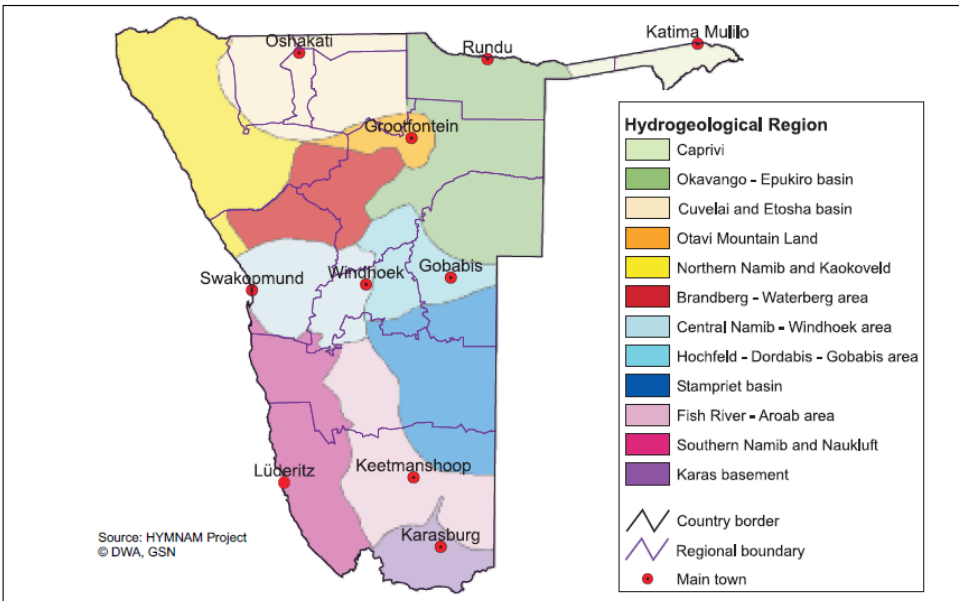 Katima Mulilo
Oshakati
Rundu
Grootfontein
Swakopmund
Windhoek
Gobabis
Lüderitz
Keetmanshoop
Karasburg
Source: HYMNAM Project
© DWA, GSN
Hydrogeological Region
Caprivi
Okavango - Epukiro basin
Cuvelai and Etosha basin
Otavi Mountain Land
Northern Namib and Kaokoveld
Brandberg - Waterberg area
Central Namib - Windhoek area
Hochfeld - Dordabis - Gobabis area
Stampriet basin
Fish River - Aroab area
Southern Namib and Naukluft
Karas basement
Country border
Regional boundary
Main town